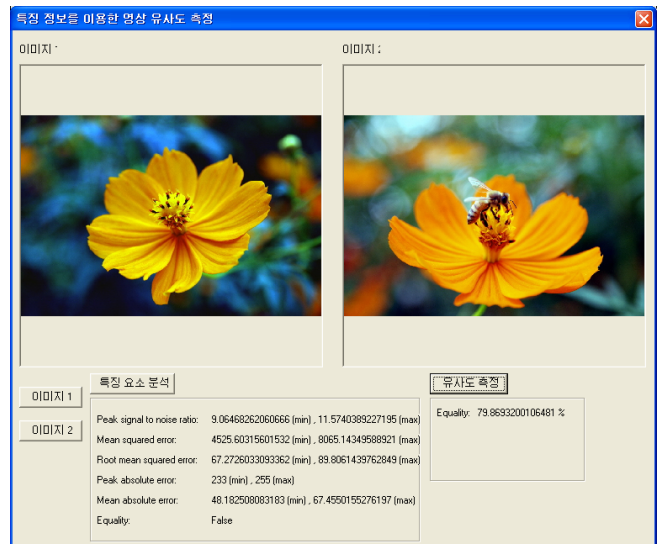 특징 정보를 이용한 영상 유사도 측정
이미지
이미지
이미지 1
이미지 2
특징 요소 분석
Peak signal to noise ratio: 9.06468262060666 (min) , 11.5740389227195 (max)
Mean squared error: 4525.60315601532 (min) , 8065.14349588921 (max)
Root mean squared error: 67.2726033093362 (min) , 89.8061439762849 (max)
Peak absolute error: 233 (min) , 255 (max)
Mean absolute error: 48.182508083183 (min) , 67.4550155276197 (max)
Equality: False
유사도 측정
Equality: 79.8693200106481 %